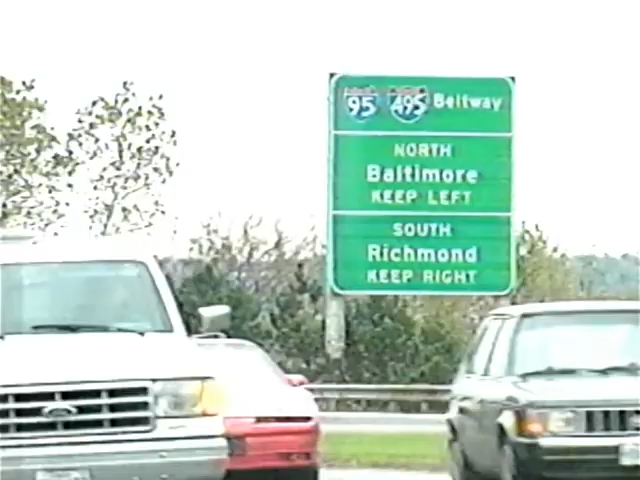 95 495 Beltway
NORTH
Baltimore
KEEP LEFT
SOUTH
Richmond
KEEP RIGHT